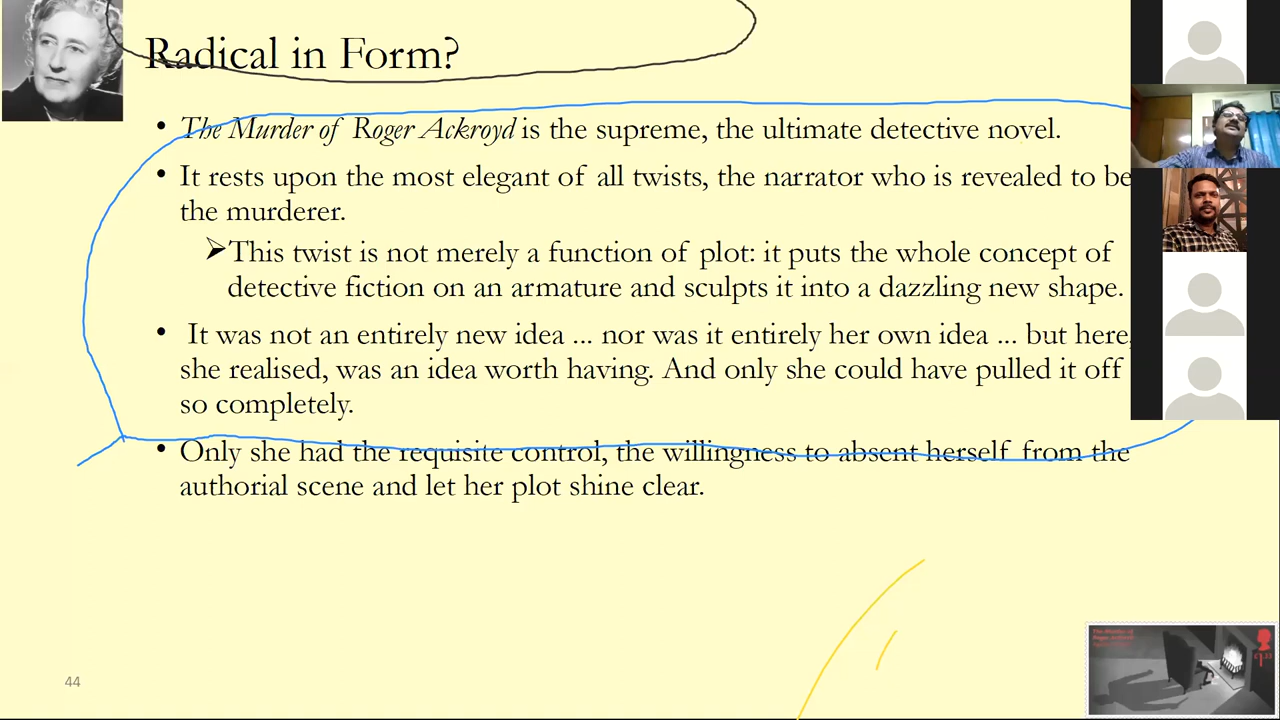 Radical in Form?
• The Murder of Roger Ackroyd is the supreme, the ultimate detective novel.
• It rests upon the most elegant of all twists, the narrator who is revealed to be
the murderer.
➢This twist is not merely a function of plot: it puts the whole concept of
detective fiction on an armature and sculpts it into a dazzling new shape.
• It was not an entirely new idea ... nor was it entirely her own idea ... but here,
she realised, was an idea worth having. And only she could have pulled it off
so completely.
• Only she had the requisite control, the willingness to absent herself from the
authorial scene and let her plot shine clear.
The Murder of
Roger Ackroyd
44